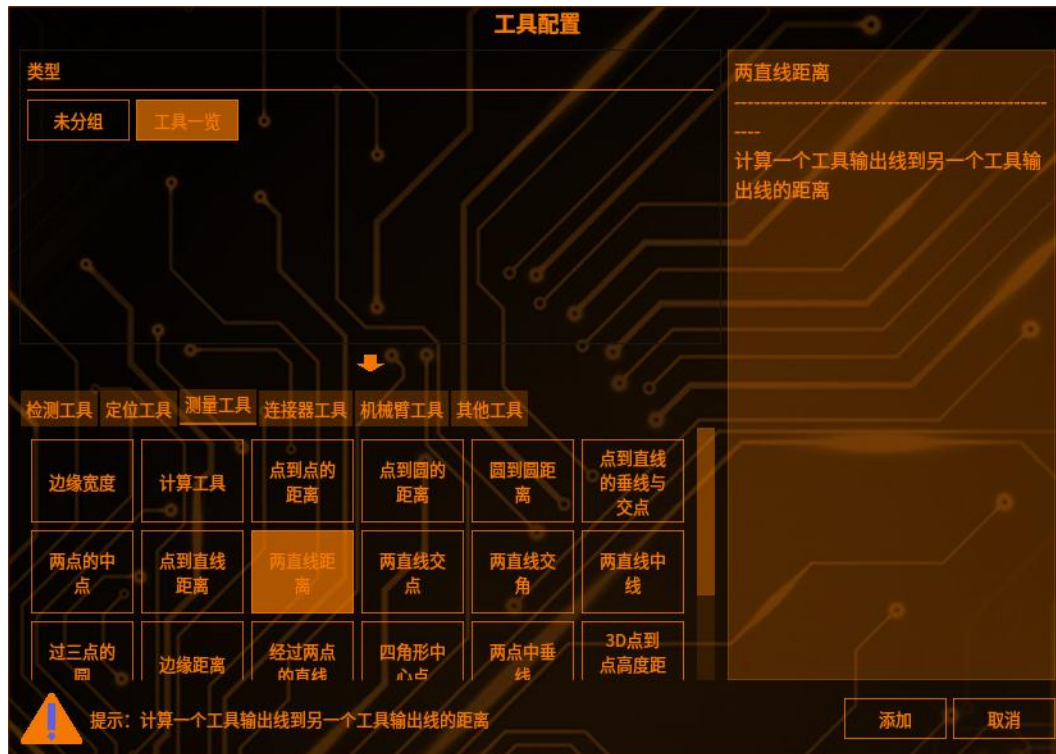 工具配置
类型
未分组
工具一览
两直线距离
-----------------------------------------------
----
计算一个工具输出线到另一个工具输
出线的距离
检测工具
定位工具
测量工具
连接器工具
机械臂工具
其他工具
边缘宽度
计算工具
点到点的
距离
点到圆的
距离
圆到圆距
离
点到直线
的垂线与
交点
两点的中
点
点到直线
距离
两直线距
离
两直线交
点
两直线交
角
两直线中
线
过三点的
圆
边缘距离
经过两点
的直线
四角形中
心点
两点中垂
线
3D点到
点高度距
提示：计算一个工具输出线到另一个工具输出线的距离
添加
取消